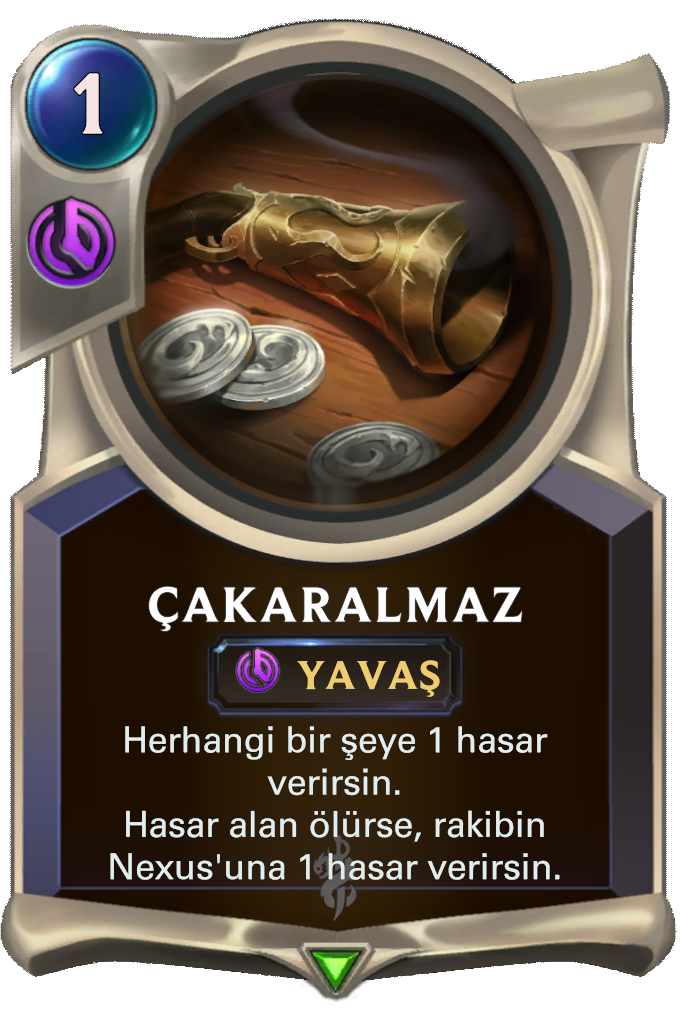 1
ÇAKARALMAZ
YAVAŞ
Herhangi bir şeye 1 hasar
verirsin.
Hasar alan ölürse, rakibin
Nexus'una 1 hasar verirsin.